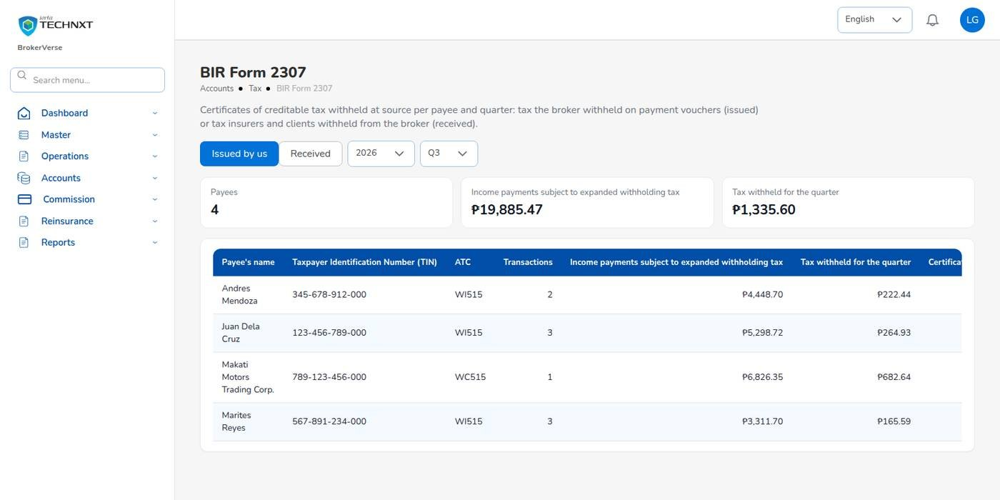 TECHNXT
BrokerVerse
Search menu...
Dashboard
Master
Operations
Accounts
Commission
Reinsurance
Reports
English
LG
BIR Form 2307
Accounts • Tax • BIR Form 2307
Certificates of creditable tax withheld at source per payee and quarter: tax the broker withheld on payment vouchers (issued)
or tax insurers and clients withheld from the broker (received).
Issued by us Received 2026 Q3
Payees
4
Income payments subject to expanded withholding tax
₱19,885.47
Tax withheld for the quarter
₱1,335.60
Payee's name Taxpayer Identification Number (TIN) ATC Transactions Income payments subject to expanded withholding tax Tax withheld for the quarter
Andres
Mendoza
345-678-912-000 WI515 2 ₱4,448.70 ₱222.44
Juan Dela
Cruz
123-456-789-000 WI515 3 ₱5,298.72 ₱264.93
Makati
Motors
Trading Corp.
789-123-456-000 WC515 1 ₱6,826.35 ₱682.64
Marites
Reyes
567-891-234-000 WI515 3 ₱3,311.70 ₱165.59